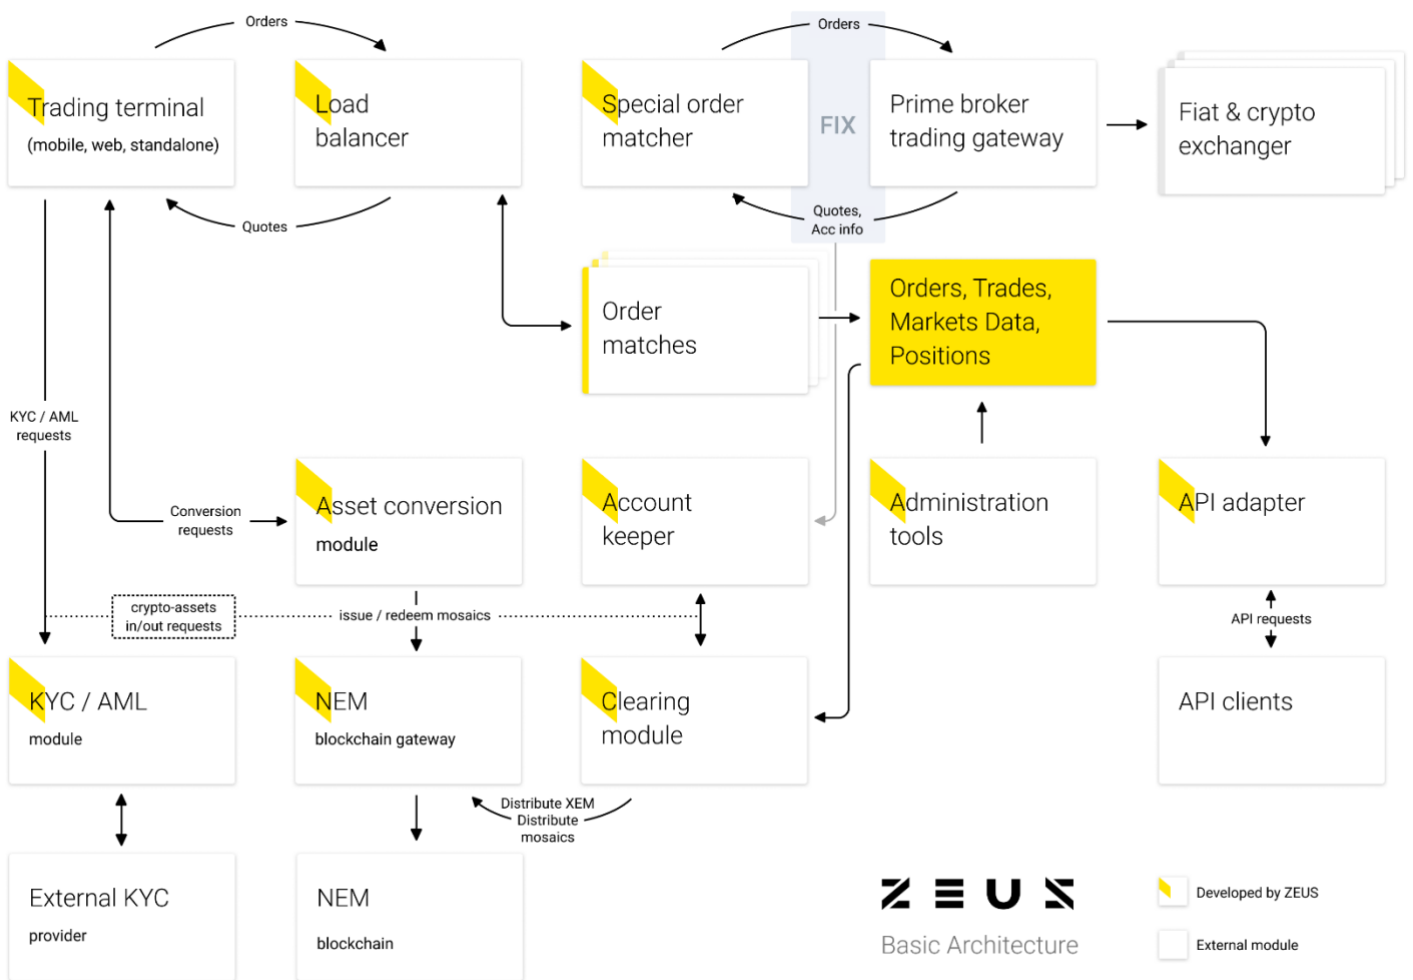 Orders
Orders
Trading terminal
(mobile, web, standalone)
Load
balancer
Special order
matcher
FIX
Prime broker
trading gateway
Fiat & crypto
exchanger
Quotes
Quotes,
Acc info
Order
matches
Orders, Trades,
Markets Data,
Positions
KYC / AML
requests
Conversion
requests
Asset conversion
module
Account
keeper
Administration
tools
API adapter
crypto-assets
in/out requests
issue / redeem mosaics
API requests
KYC / AML
module
NEM
blockchain gateway
Clearing
module
API clients
Distribute XEM
Distribute
mosaics
External KYC
provider
NEM
blockchain
ZEUS
Basic Architecture
Developed by ZEUS
External module